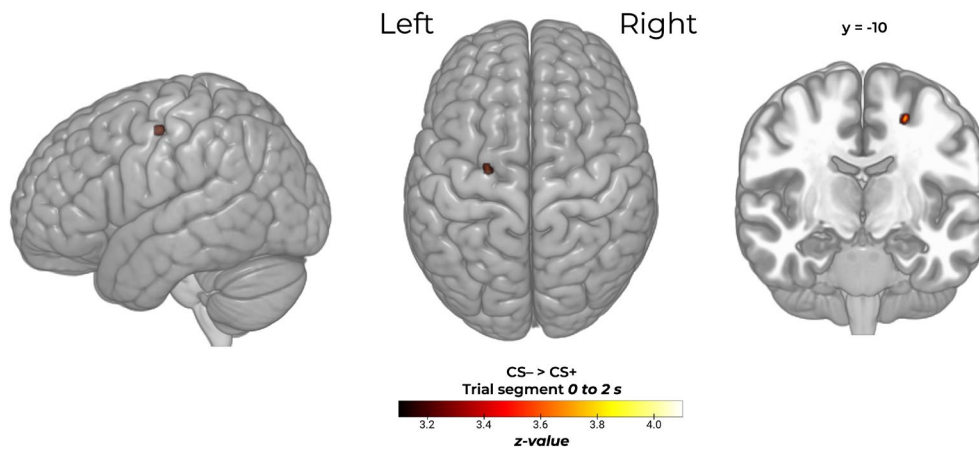 Left
Right
y = -10
CS– > CS+
Trial segment 0 to 2 s
3.2 3.4 3.6 3.8 4.0
z-value